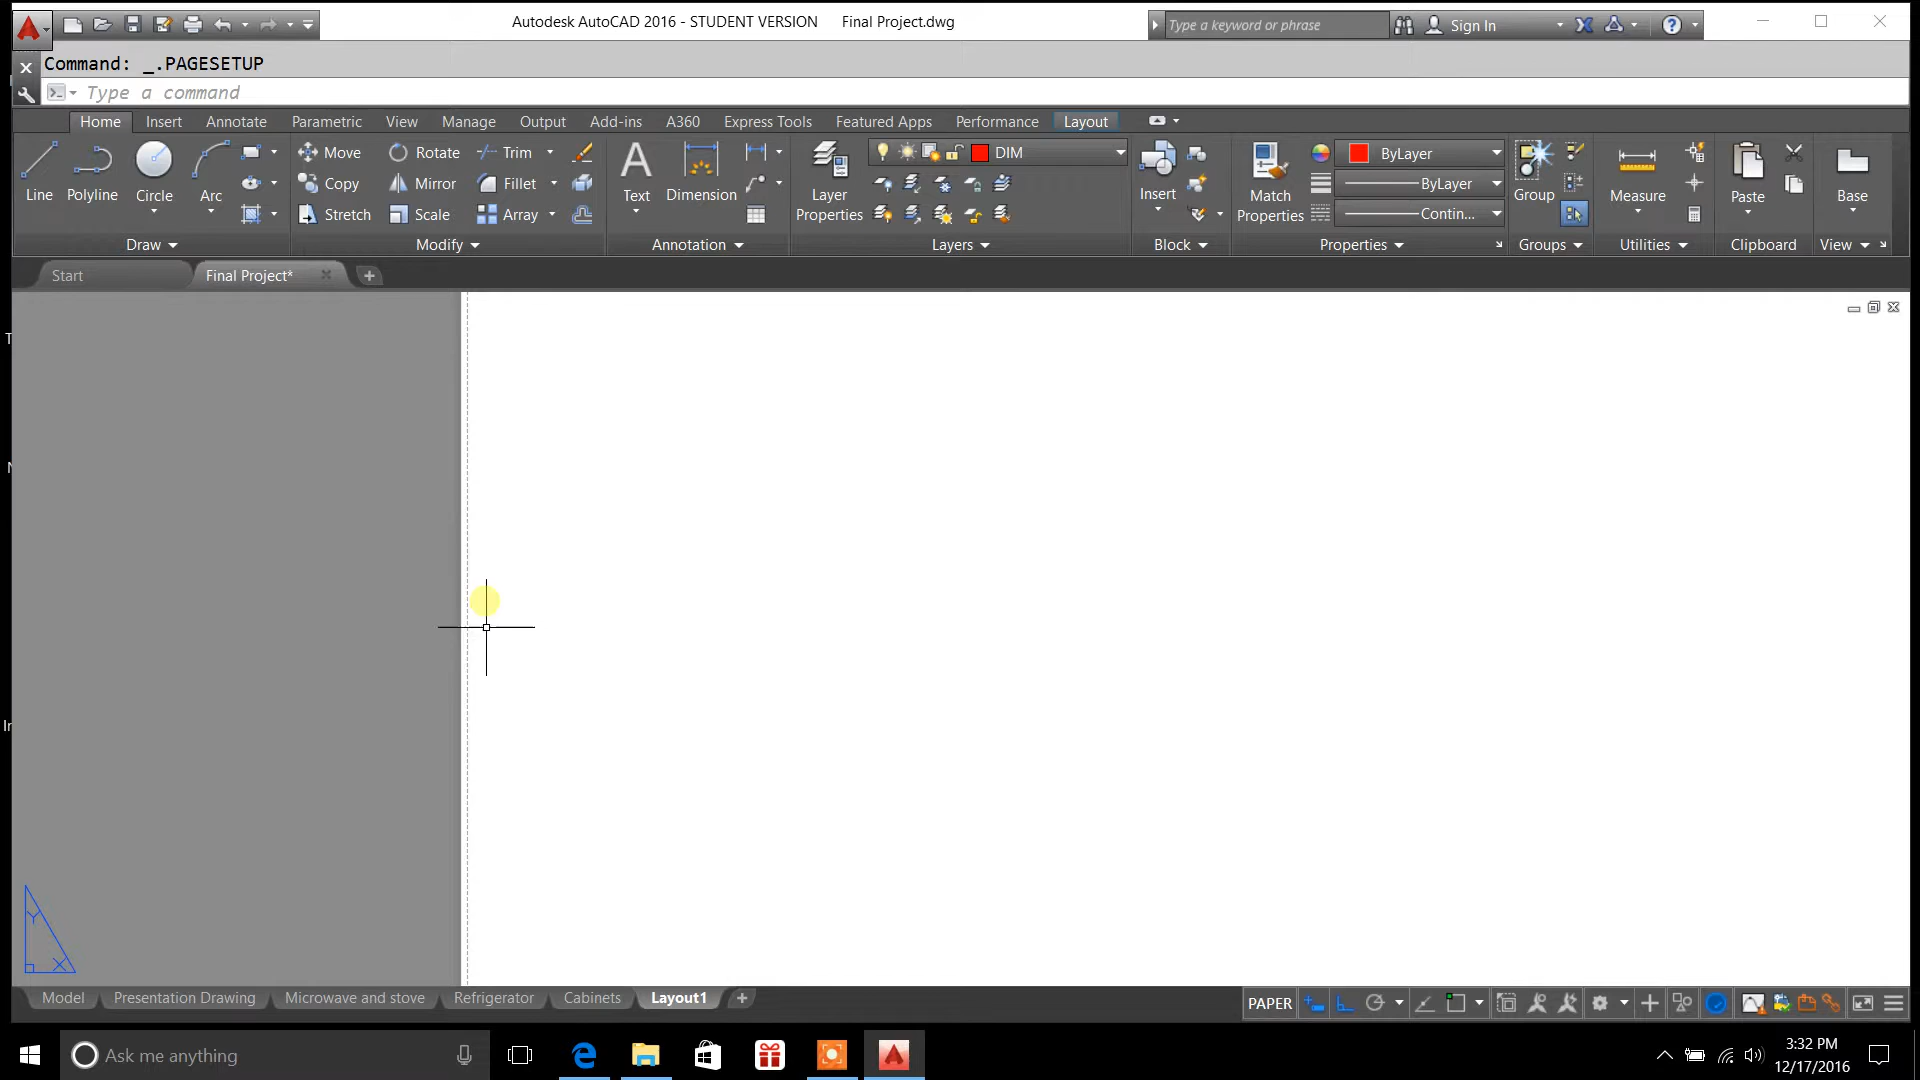 Autodesk AutoCAD 2016 - STUDENT VERSION Final Project.dwg
Type a keyword or phrase
Sign In
Command: _.PAGESETUP
Type a command
Home Insert Annotate Parametric View Manage Output Add-ins A360 Express Tools Featured Apps Performance Layout
Line Polyline Circle Arc
Move Rotate Trim
Copy Mirror Fillet
Stretch Scale Array
Text Dimension
Layer Properties
DIM
Insert
Match Properties
ByLayer
ByLayer
Contin...
Group
Measure
Paste
Base
Draw Modify Annotation Layers Block Properties Groups Utilities Clipboard View
Start Final Project*
Y
X
Model Presentation Drawing Microwave and stove Refrigerator Cabinets Layout1
PAPER
Ask me anything
3:32 PM
12/17/2016